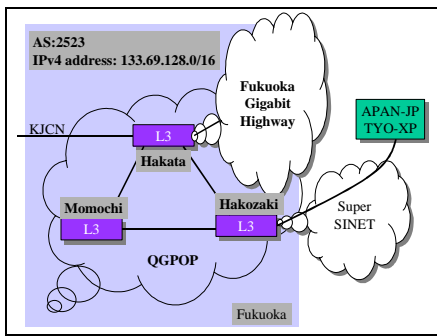 AS:2523
IPv4 address: 133.69.128.0/16
Fukuoka
Gigabit
Highway
APAN-JP
TYO-XP
KJCN
L3
Hakata
Momochi
L3
Hakozaki
L3
Super
SINET
QGPOP
Fukuoka